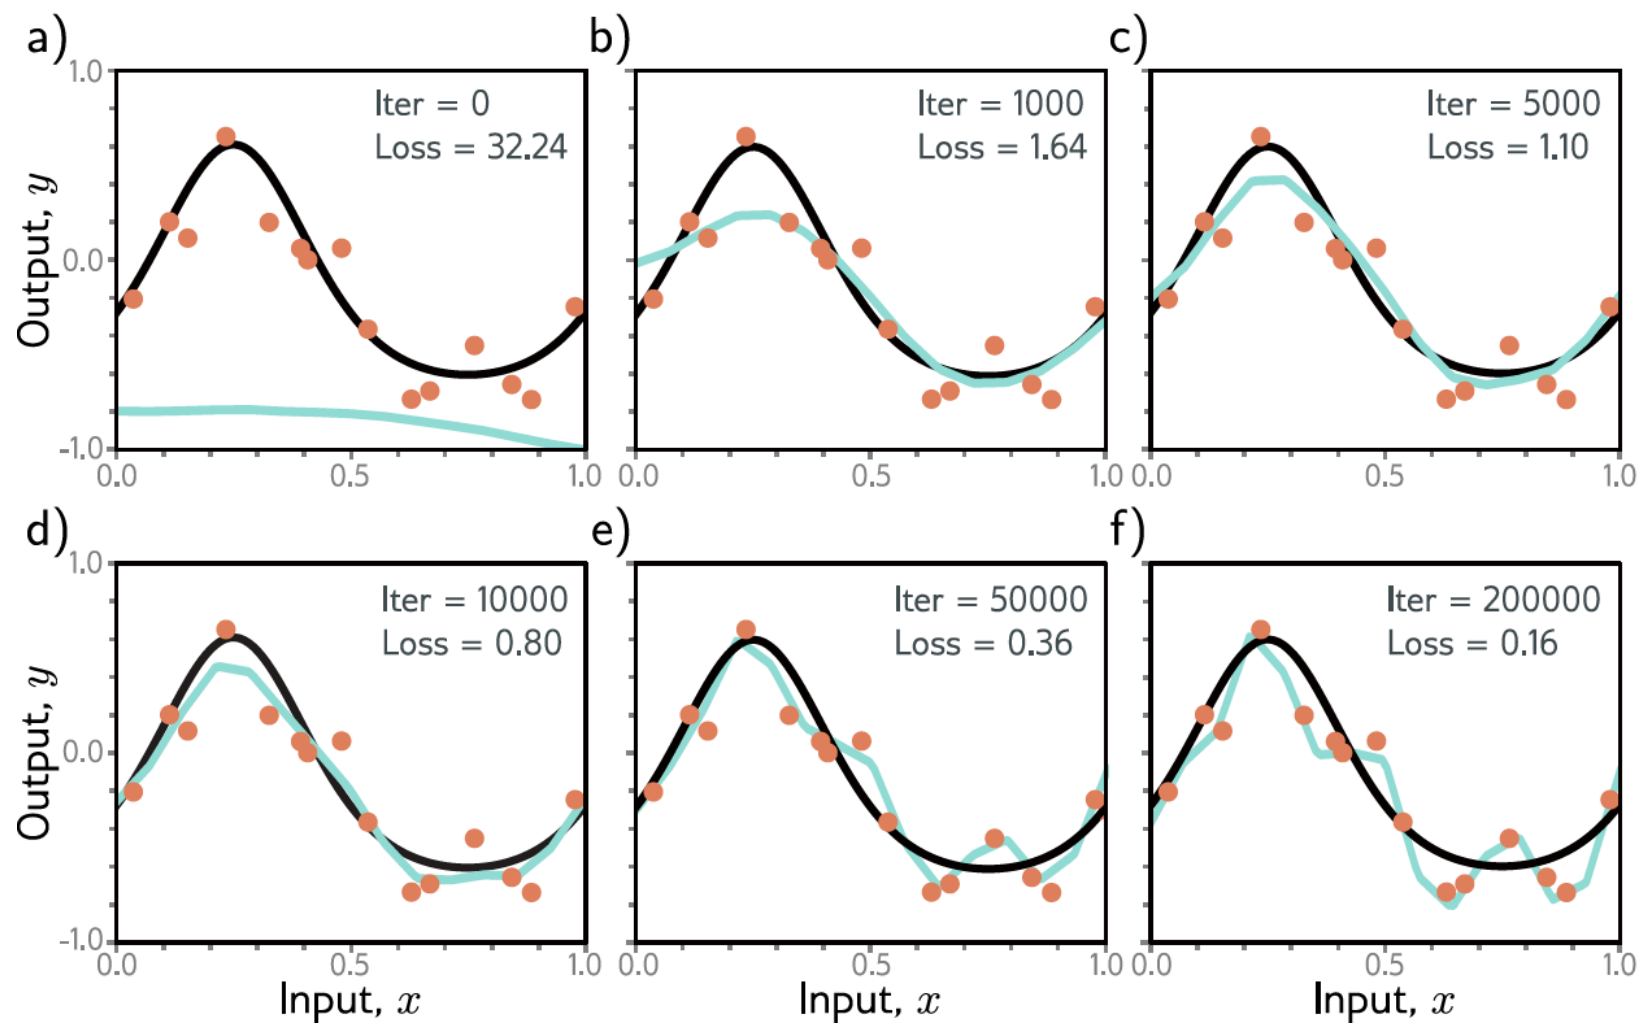 a)
1.0
0.0
-1.0
Output, y
Iter = 0
Loss = 32.24
0.0
0.5
1.0
b)
Iter = 1000
Loss = 1.64
0.0
0.5
1.0
c)
Iter = 5000
Loss = 1.10
0.0
0.5
1.0
d)
1.0
0.0
-1.0
Output, y
Iter = 10000
Loss = 0.80
0.0
0.5
1.0
Input, x
e)
Iter = 50000
Loss = 0.36
0.0
0.5
1.0
Input, x
f)
Iter = 200000
Loss = 0.16
0.0
0.5
1.0
Input, x